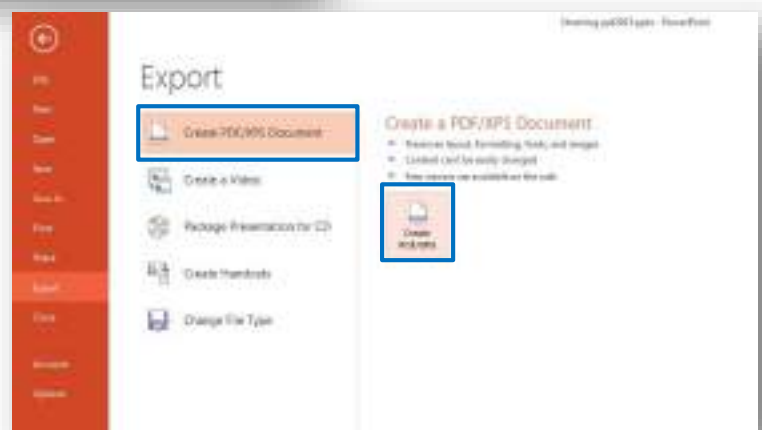 PowerPoint
Export
Create PDF/XPS Document
Create a Video
Package Presentation for CD
Create Handouts
Change File Type
Create a PDF/XPS Document
Preserves layout, formatting, fonts, and images
Content can't be easily changed
Free viewers are available on the web
Create
PDF/XPS
Info
New
Open
Save
Save As
Print
Share
Export
Close
Account
Options